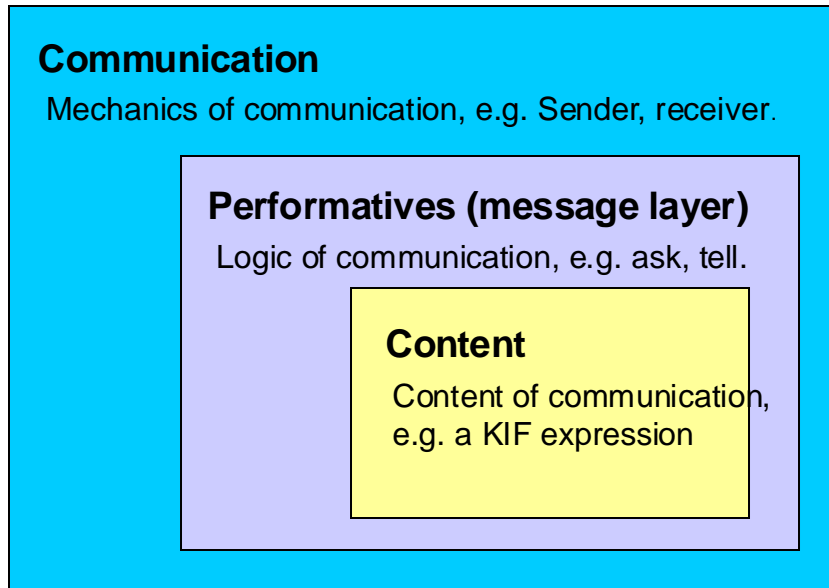 Communication
Mechanics of communication, e.g. Sender, receiver.
Performatives (message layer)
Logic of communication, e.g. ask, tell.
Content
Content of communication,
e.g. a KIF expression